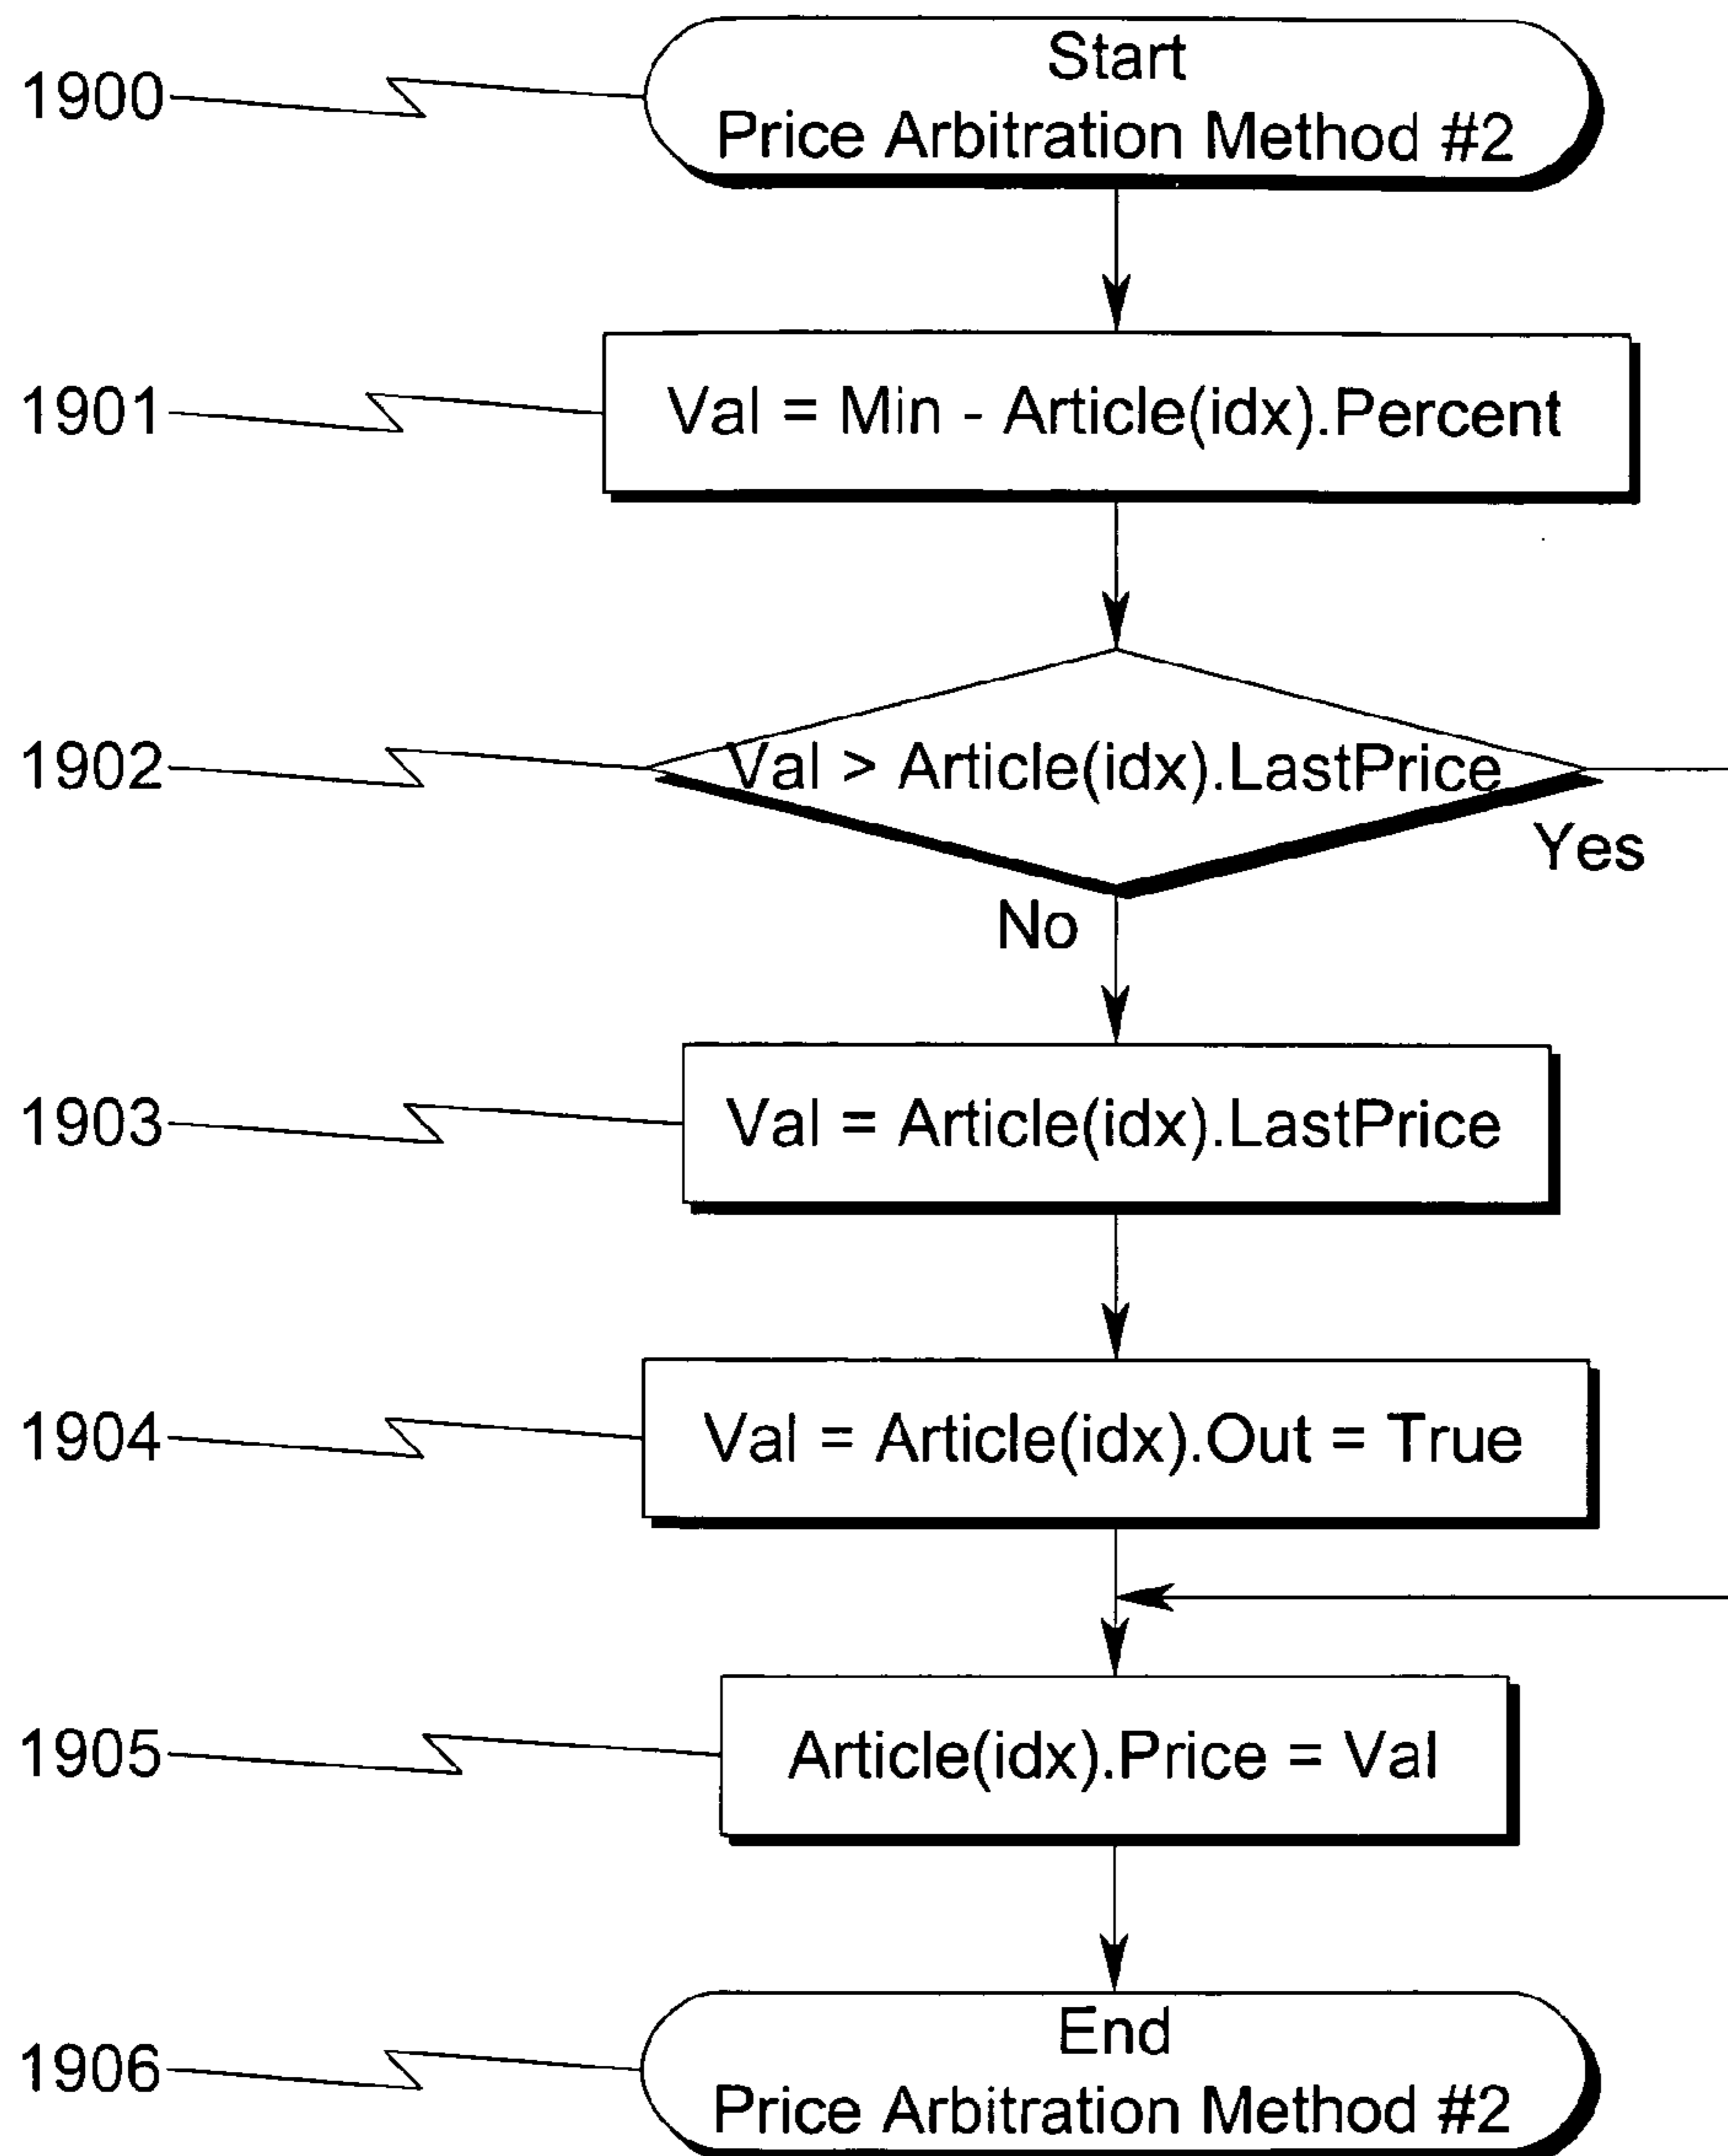 1900
Start
Price Arbitration Method #2
1901
Val = Min - Article(idx).Percent
1902
Val > Article(idx).LastPrice
Yes
No
1903
Val = Article(idx).LastPrice
1904
Val = Article(idx).Out = True
1905
Article(idx).Price = Val
1906
End
Price Arbitration Method #2